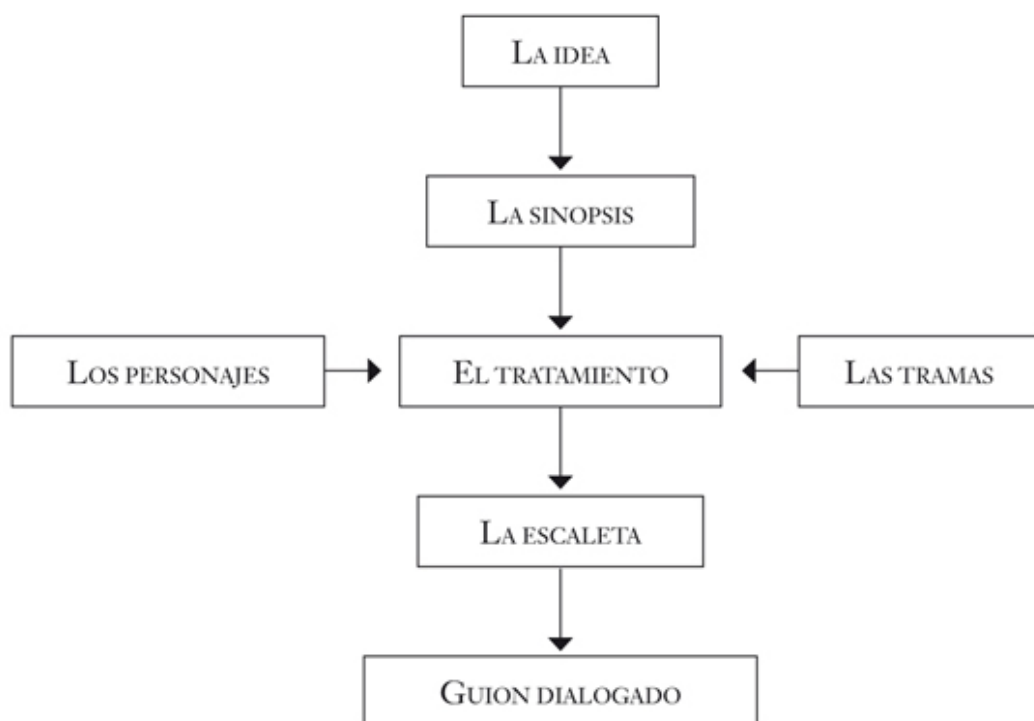 La idea
La sinopsis
Los personajes
El tratamiento
Las tramas
La escaleta
Guion dialogado